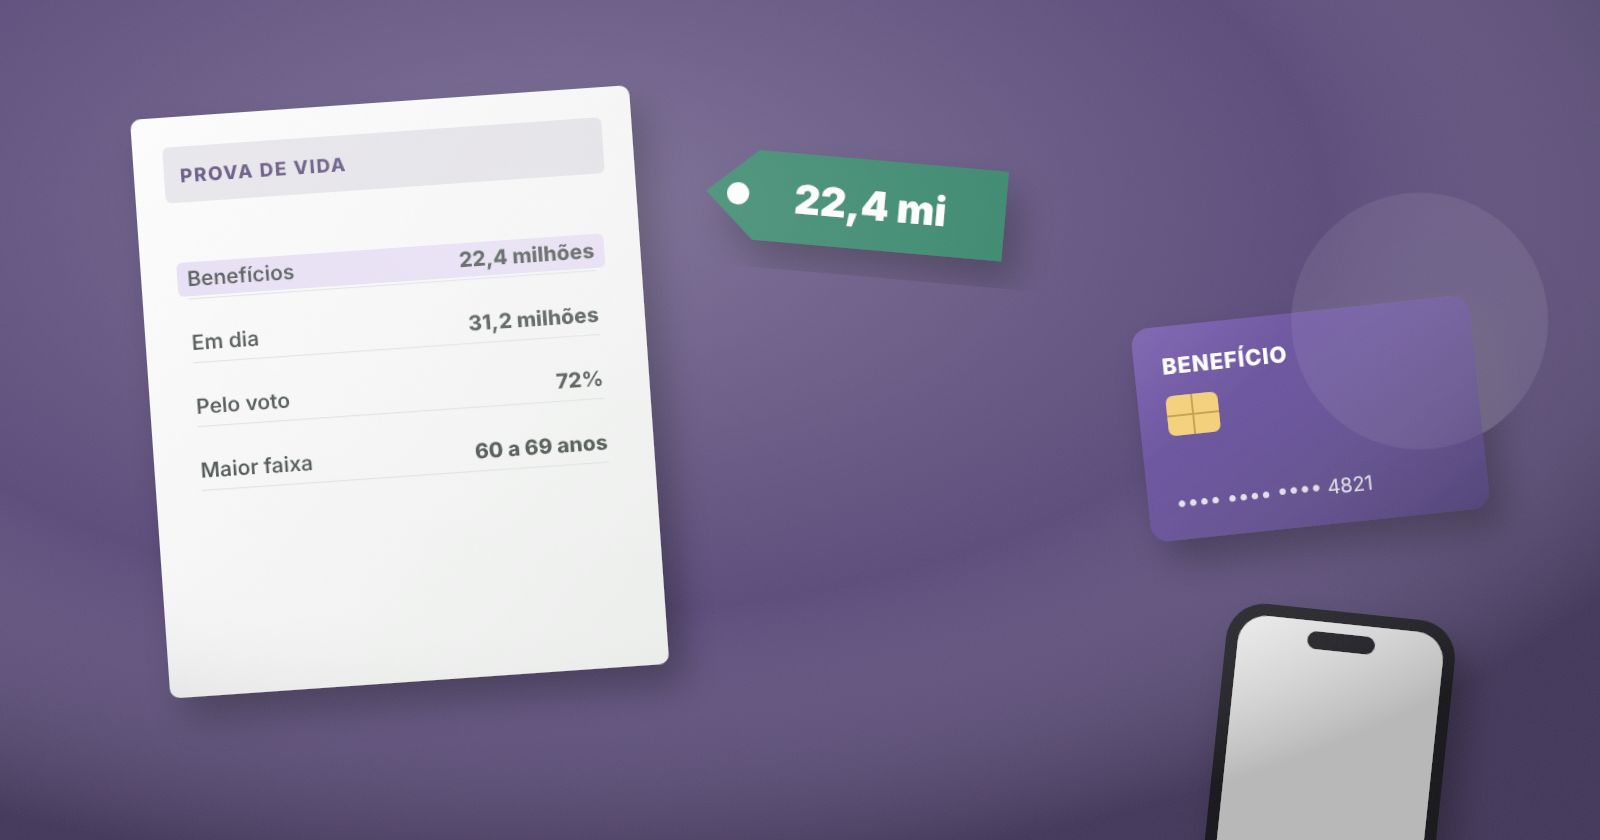 PROVA DE VIDA
Benefícios 22,4 milhões
Em dia 31,2 milhões
Pelo voto 72%
Maior faixa 60 a 69 anos
22,4 mi
BENEFÍCIO
•••• •••• •••• 4821